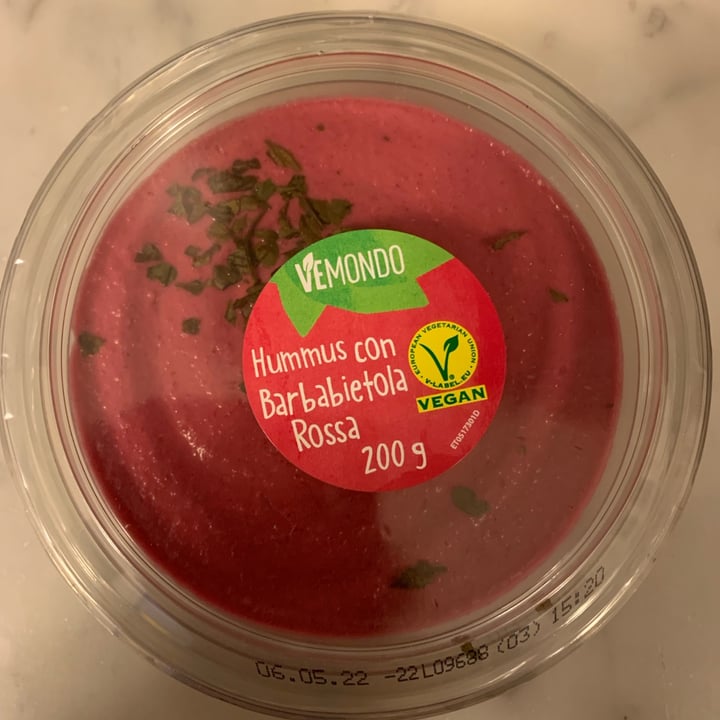 VEMONDO
Hummus con
Barbabietola
Rossa
200 g
EUROPEAN VEGETARIAN UNION
V-LABEL.EU
VEGAN
ET0517301D
06.05.22 -22L09688 (03) 15:20